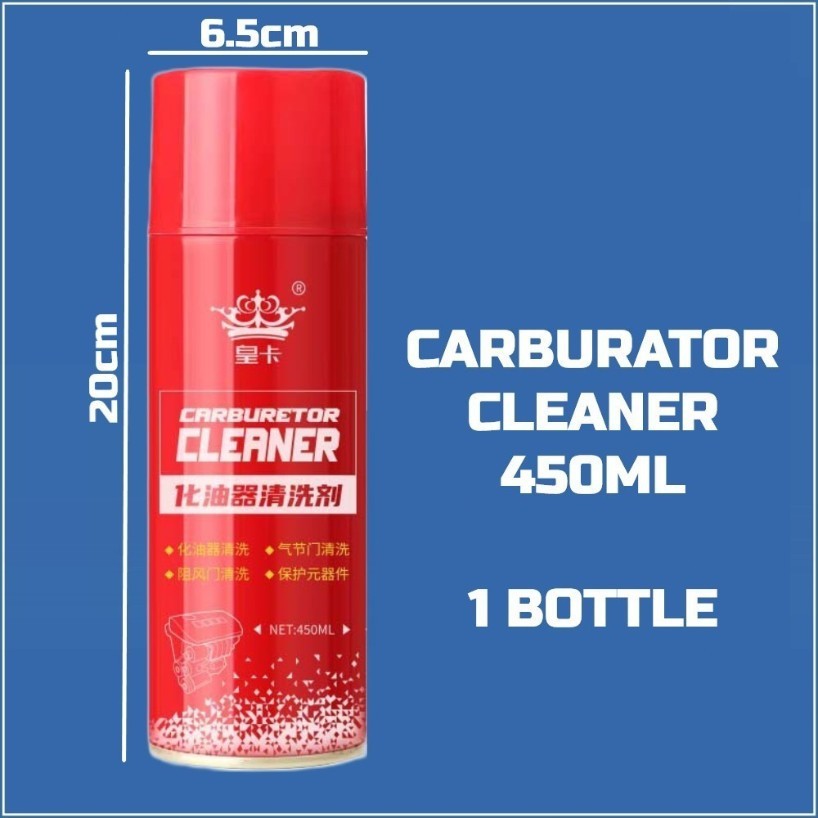 6.5cm
20cm
®
皇卡
CARBURETOR
CLEANER
化油器清洗剂
◆ 化油器清洗 ◆ 气节门清洗
◆ 阻风门清洗 ◆ 保护元器件
◀ NET:450ML ▶
CARBURATOR
CLEANER
450ML
1 BOTTLE